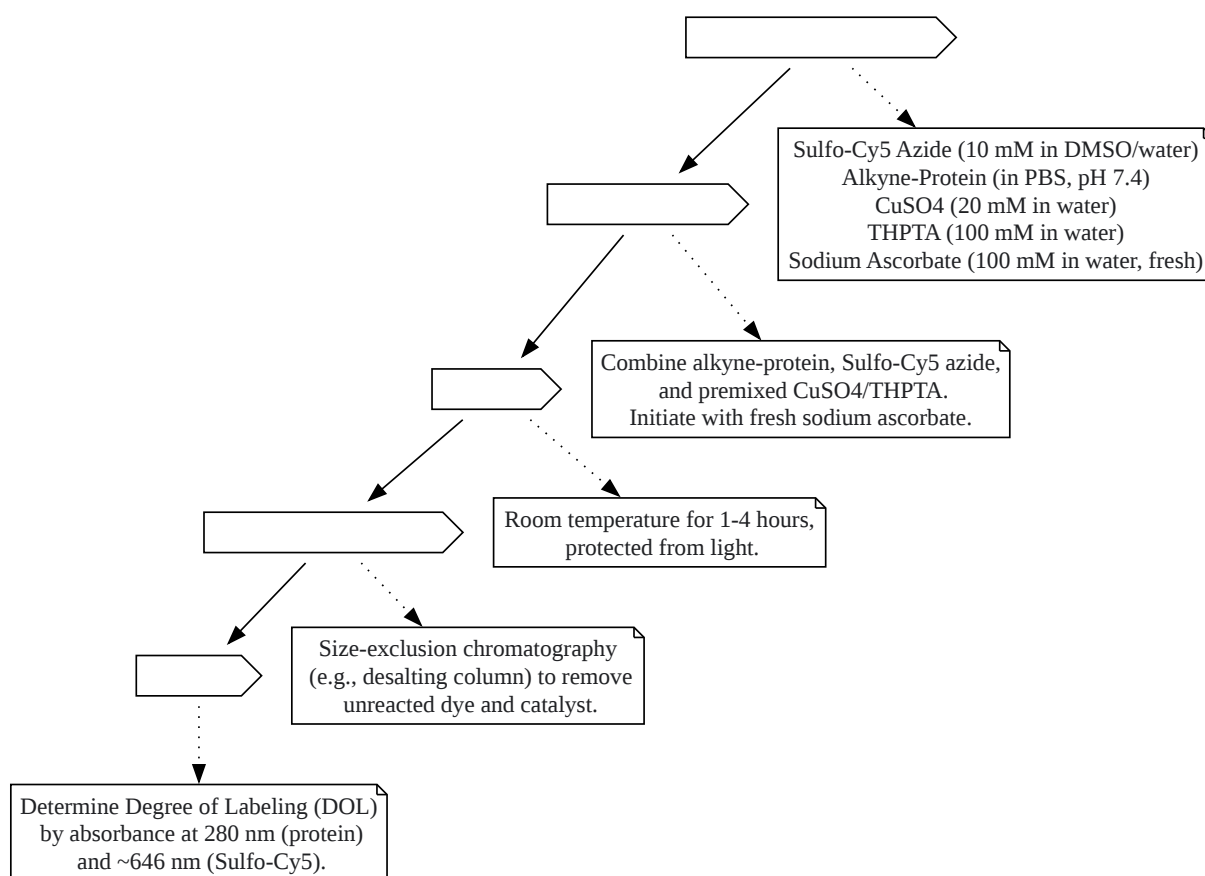 Sulfo-Cy5 Azide (10 mM in DMSO/water)
Alkyne-Protein (in PBS, pH 7.4)
CuSO4 (20 mM in water)
THPTA (100 mM in water)
Sodium Ascorbate (100 mM in water, fresh)
Combine alkyne-protein, Sulfo-Cy5 azide,
and premixed CuSO4/THPTA.
Initiate with fresh sodium ascorbate.
Room temperature for 1-4 hours,
protected from light.
Size-exclusion chromatography
(e.g., desalting column) to remove
unreacted dye and catalyst.
Determine Degree of Labeling (DOL)
by absorbance at 280 nm (protein)
and ~646 nm (Sulfo-Cy5).